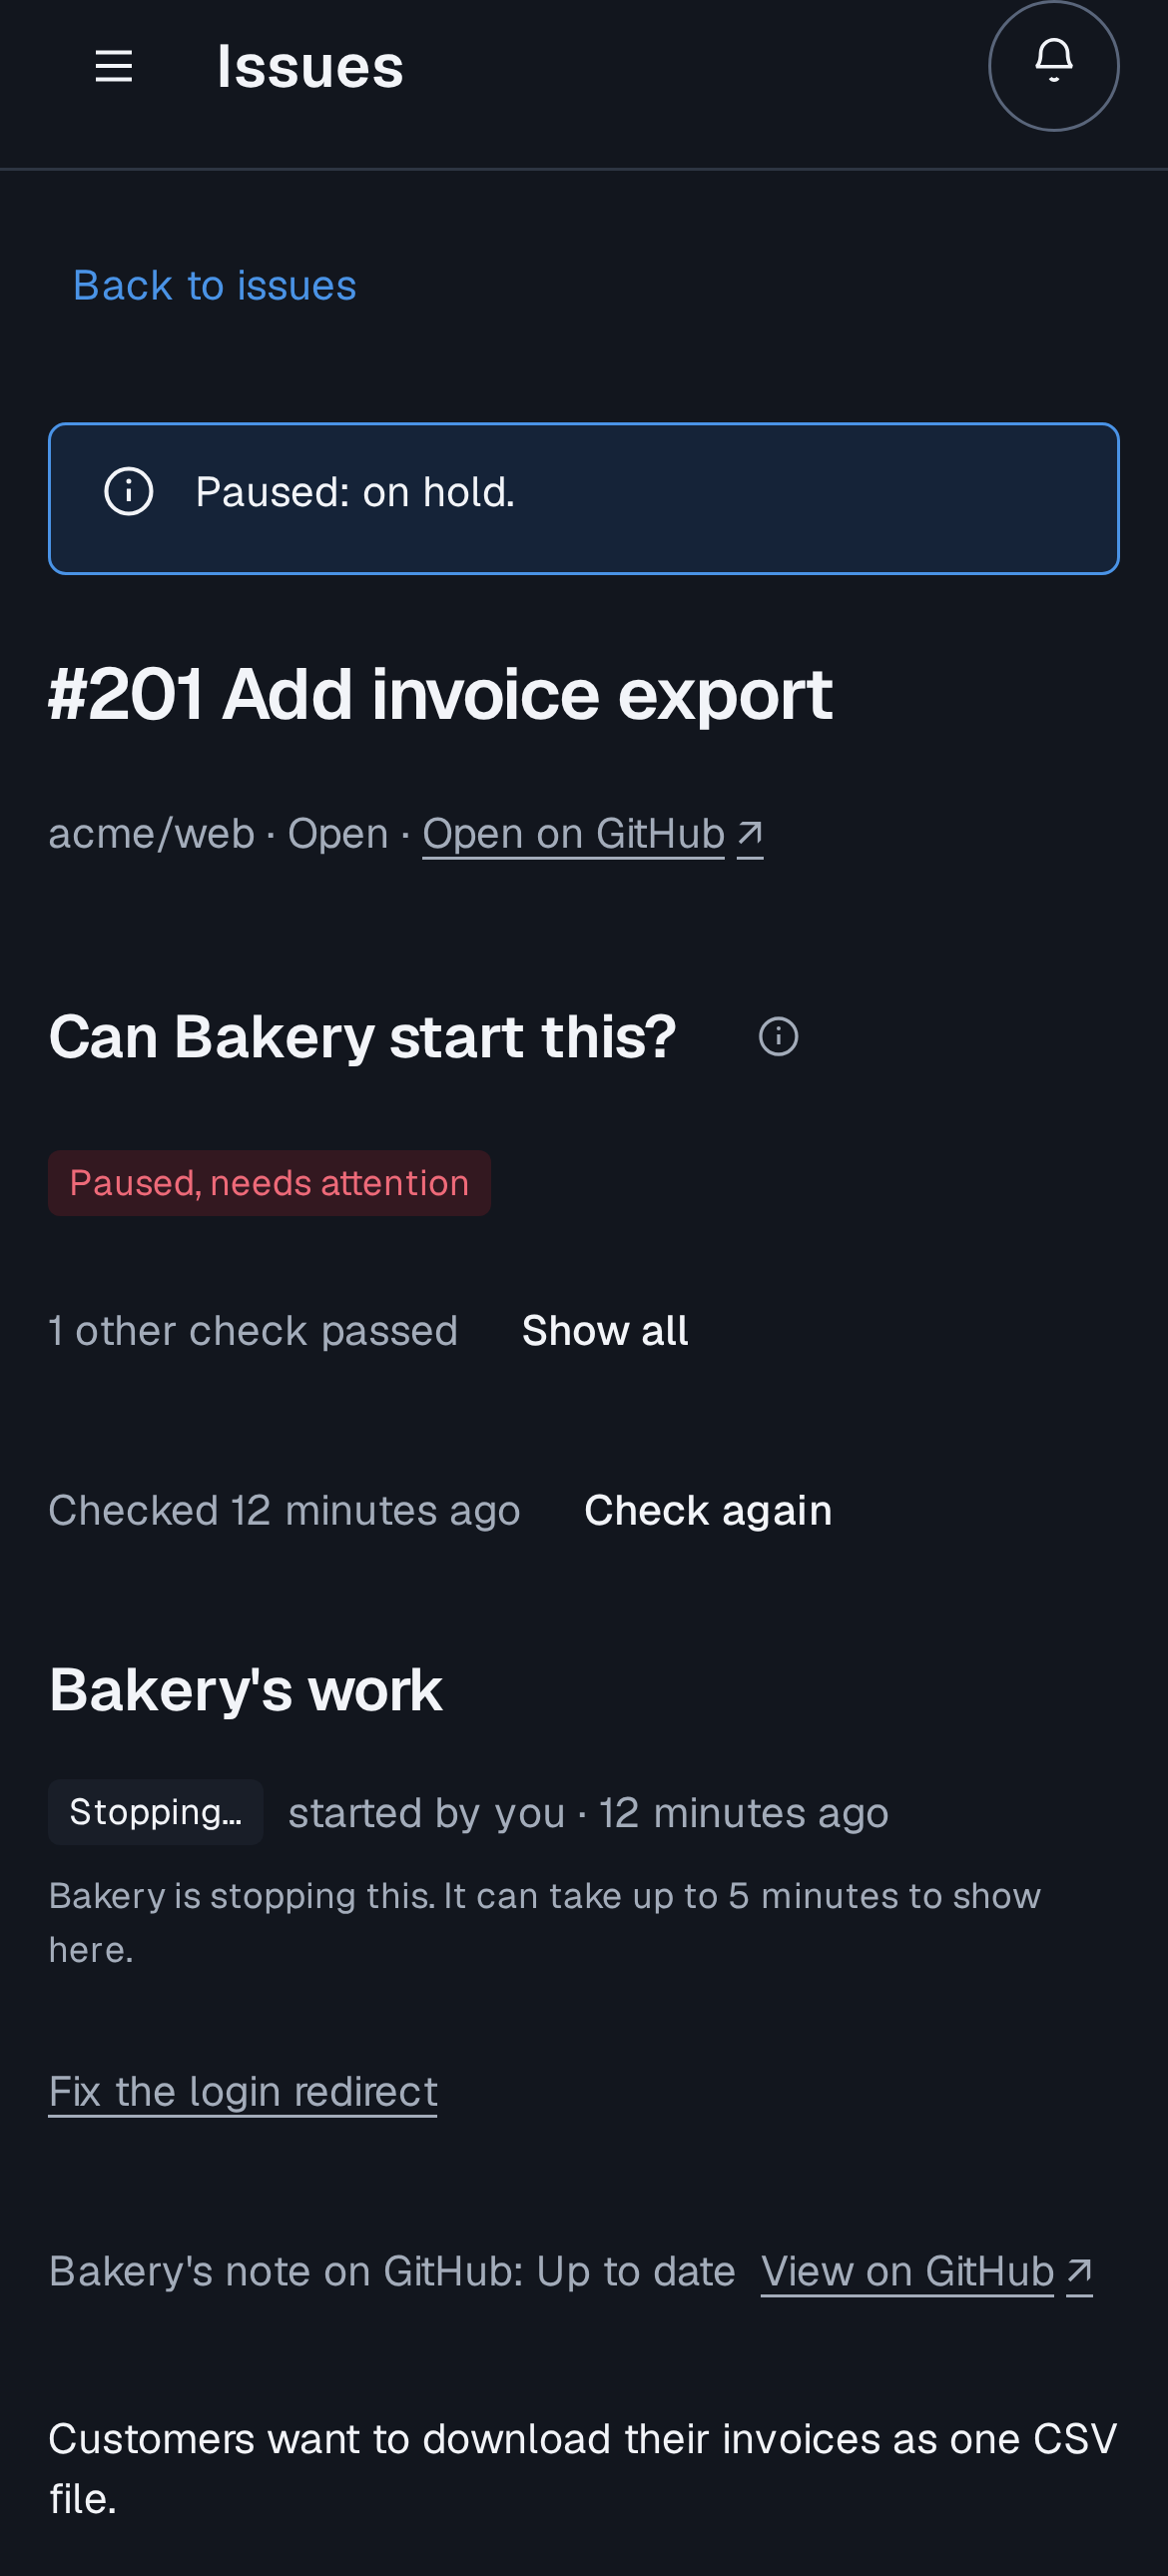 Issues
Back to issues
Paused: on hold.
#201 Add invoice export
acme/web · Open · Open on GitHub ↗
Can Bakery start this?
Paused, needs attention
1 other check passed Show all
Checked 12 minutes ago Check again
Bakery's work
Stopping… started by you · 12 minutes ago
Bakery is stopping this. It can take up to 5 minutes to show
here.
Fix the login redirect
Bakery's note on GitHub: Up to date View on GitHub ↗
Customers want to download their invoices as one CSV
file.